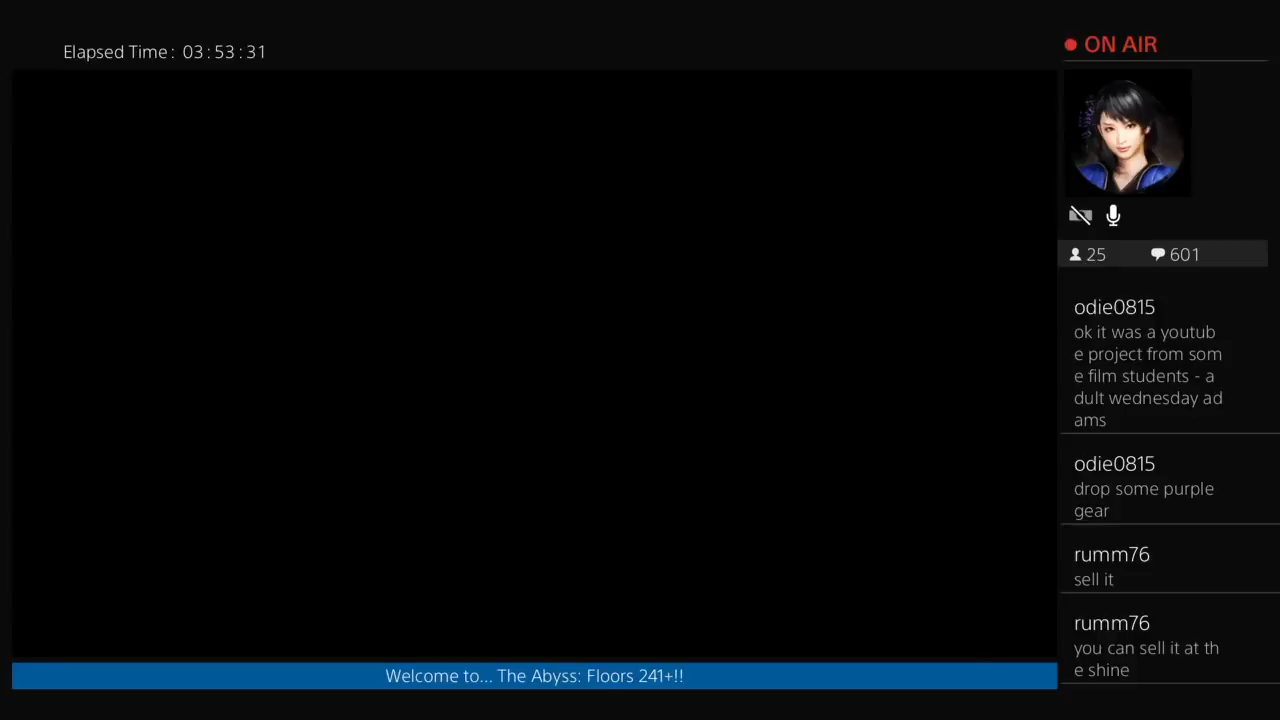 Elapsed Time: 03:53:31
ON AIR
25 601
odie0815
ok it was a youtub
e project from som
e film students - a
dult wednesday ad
ams
odie0815
drop some purple
gear
rumm76
sell it
rumm76
you can sell it at th
e shine
Welcome to... The Abyss: Floors 241+!!